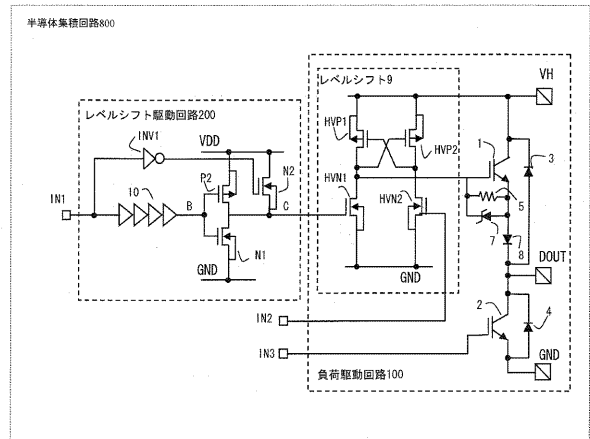 半導体集積回路800
レベルシフト駆動回路200
INV1
VDD
P2
N2
10
IN1
B
C
N1
GND
レベルシフト9
HVP1
HVP2
HVN1
HVN2
GND
VH
1
3
5
7
8
DOUT
2
4
GND
IN2
IN3
負荷駆動回路100